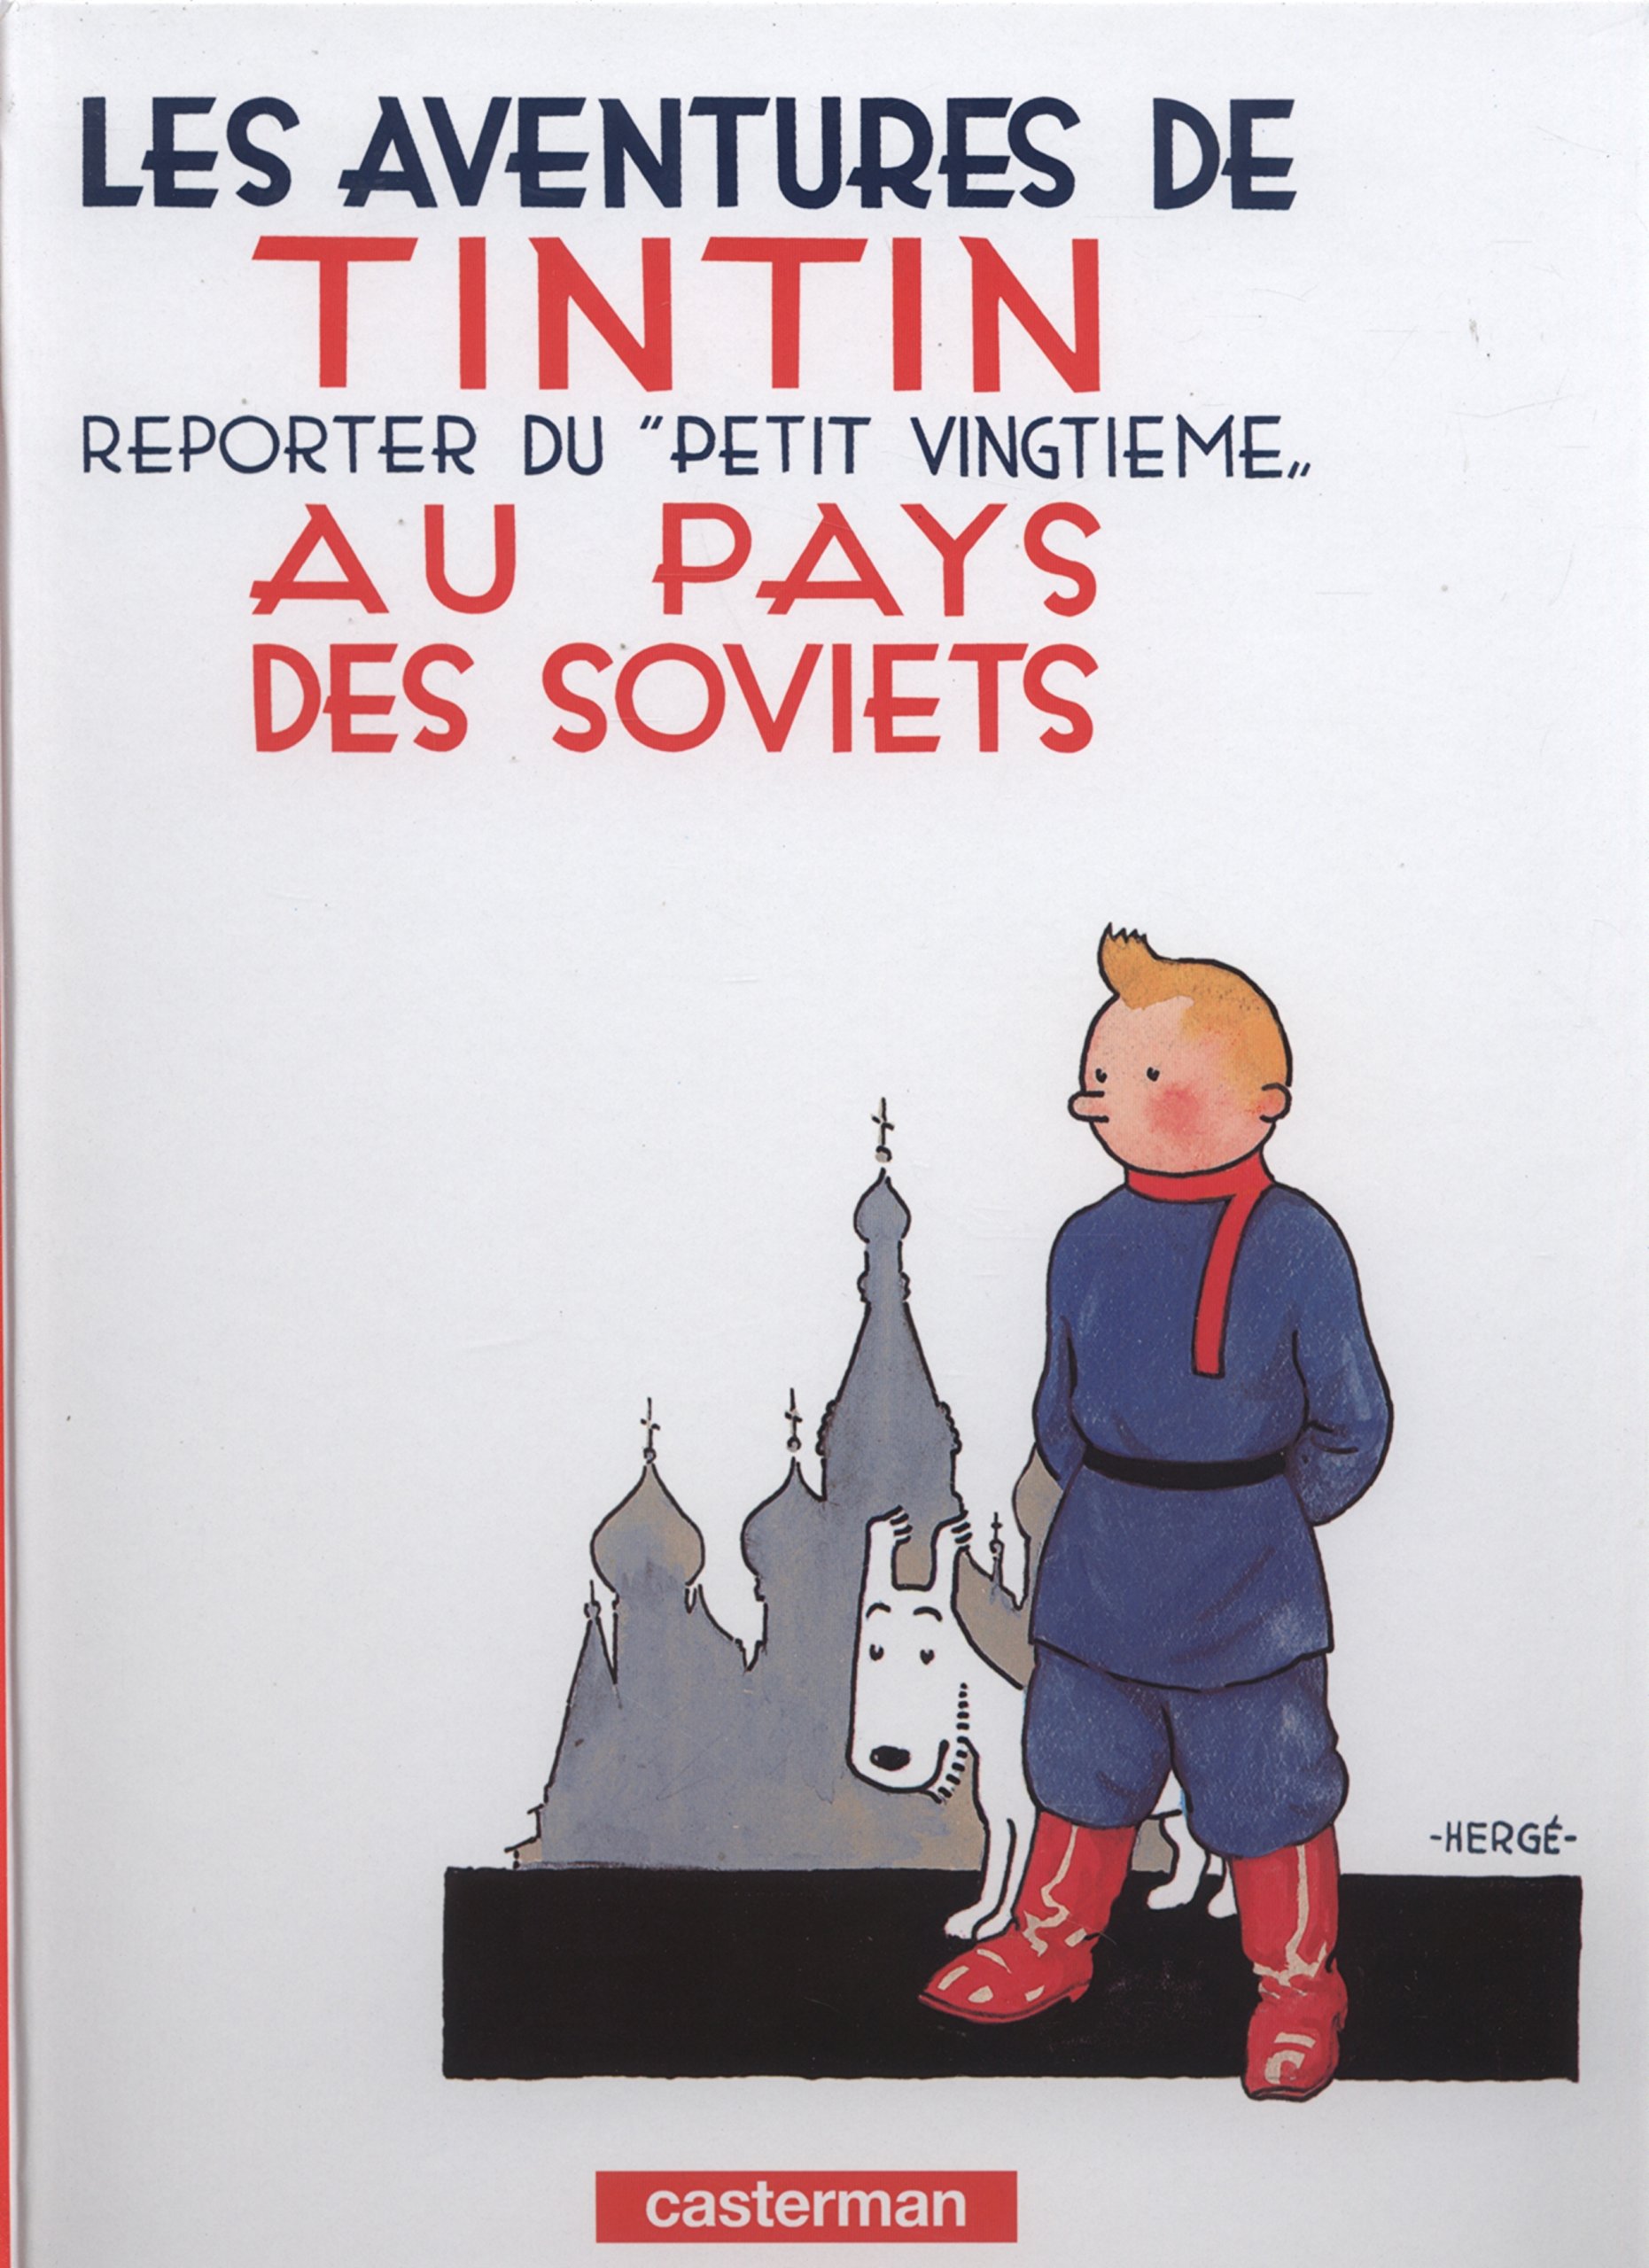 LES AVENTURES DE
TINTIN
REPORTER DU "PETIT VINGTIEME„
AU PAYS
DES SOVIETS
-HERGÉ-
casterman